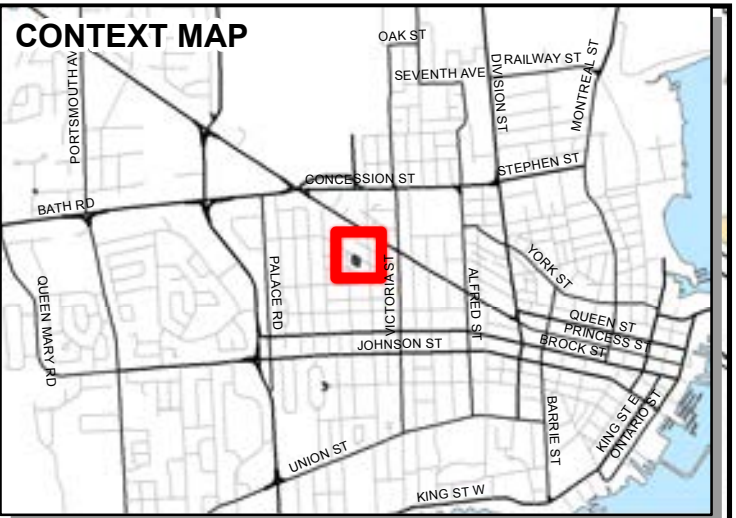 CONTEXT MAP
OAK ST
RAILWAY ST
SEVENTH AVE
DIVISION ST
MONTREAL ST
PORTSMOUTH AV
STEPHEN ST
CONCESSION ST
BATH RD
QUEEN MARY RD
PALACE RD
VICTORIA ST
ALFRED ST
YORK ST
QUEEN ST
PRINCESS ST
BROCK ST
JOHNSON ST
BARRIE ST
KING ST E
ONTARIO ST
UNION ST
KING ST W